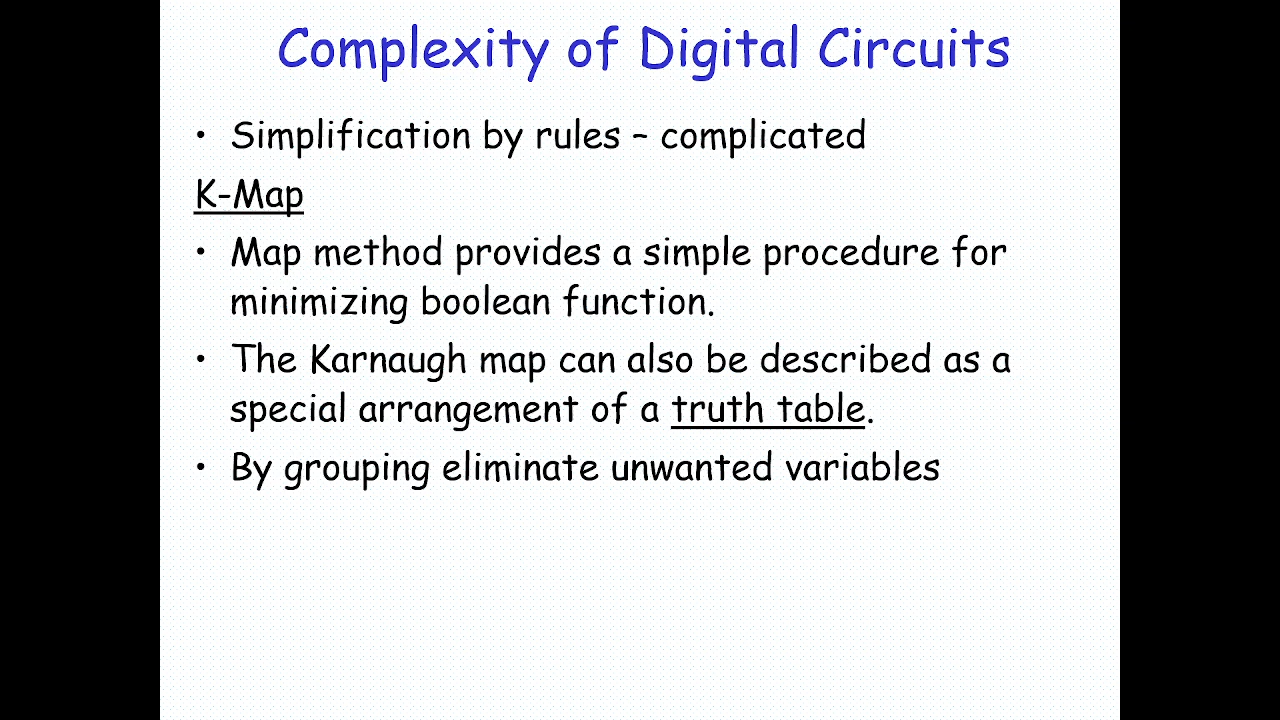 Complexity of Digital Circuits
• Simplification by rules – complicated
K-Map
• Map method provides a simple procedure for
minimizing boolean function.
• The Karnaugh map can also be described as a
special arrangement of a truth table.
• By grouping eliminate unwanted variables